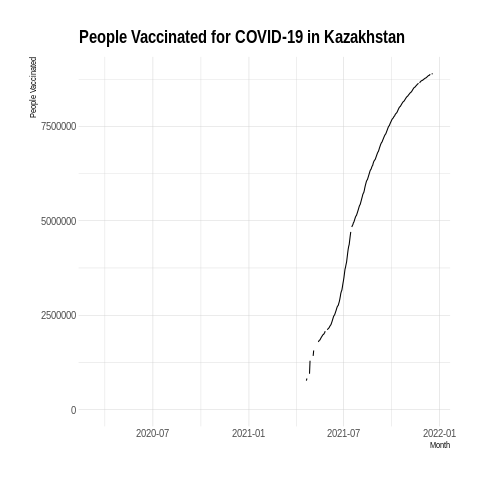 People Vaccinated for COVID-19 in Kazakhstan
People Vaccinated
7500000
5000000
2500000
0
2020-07 2021-01 2021-07 2022-01
Month